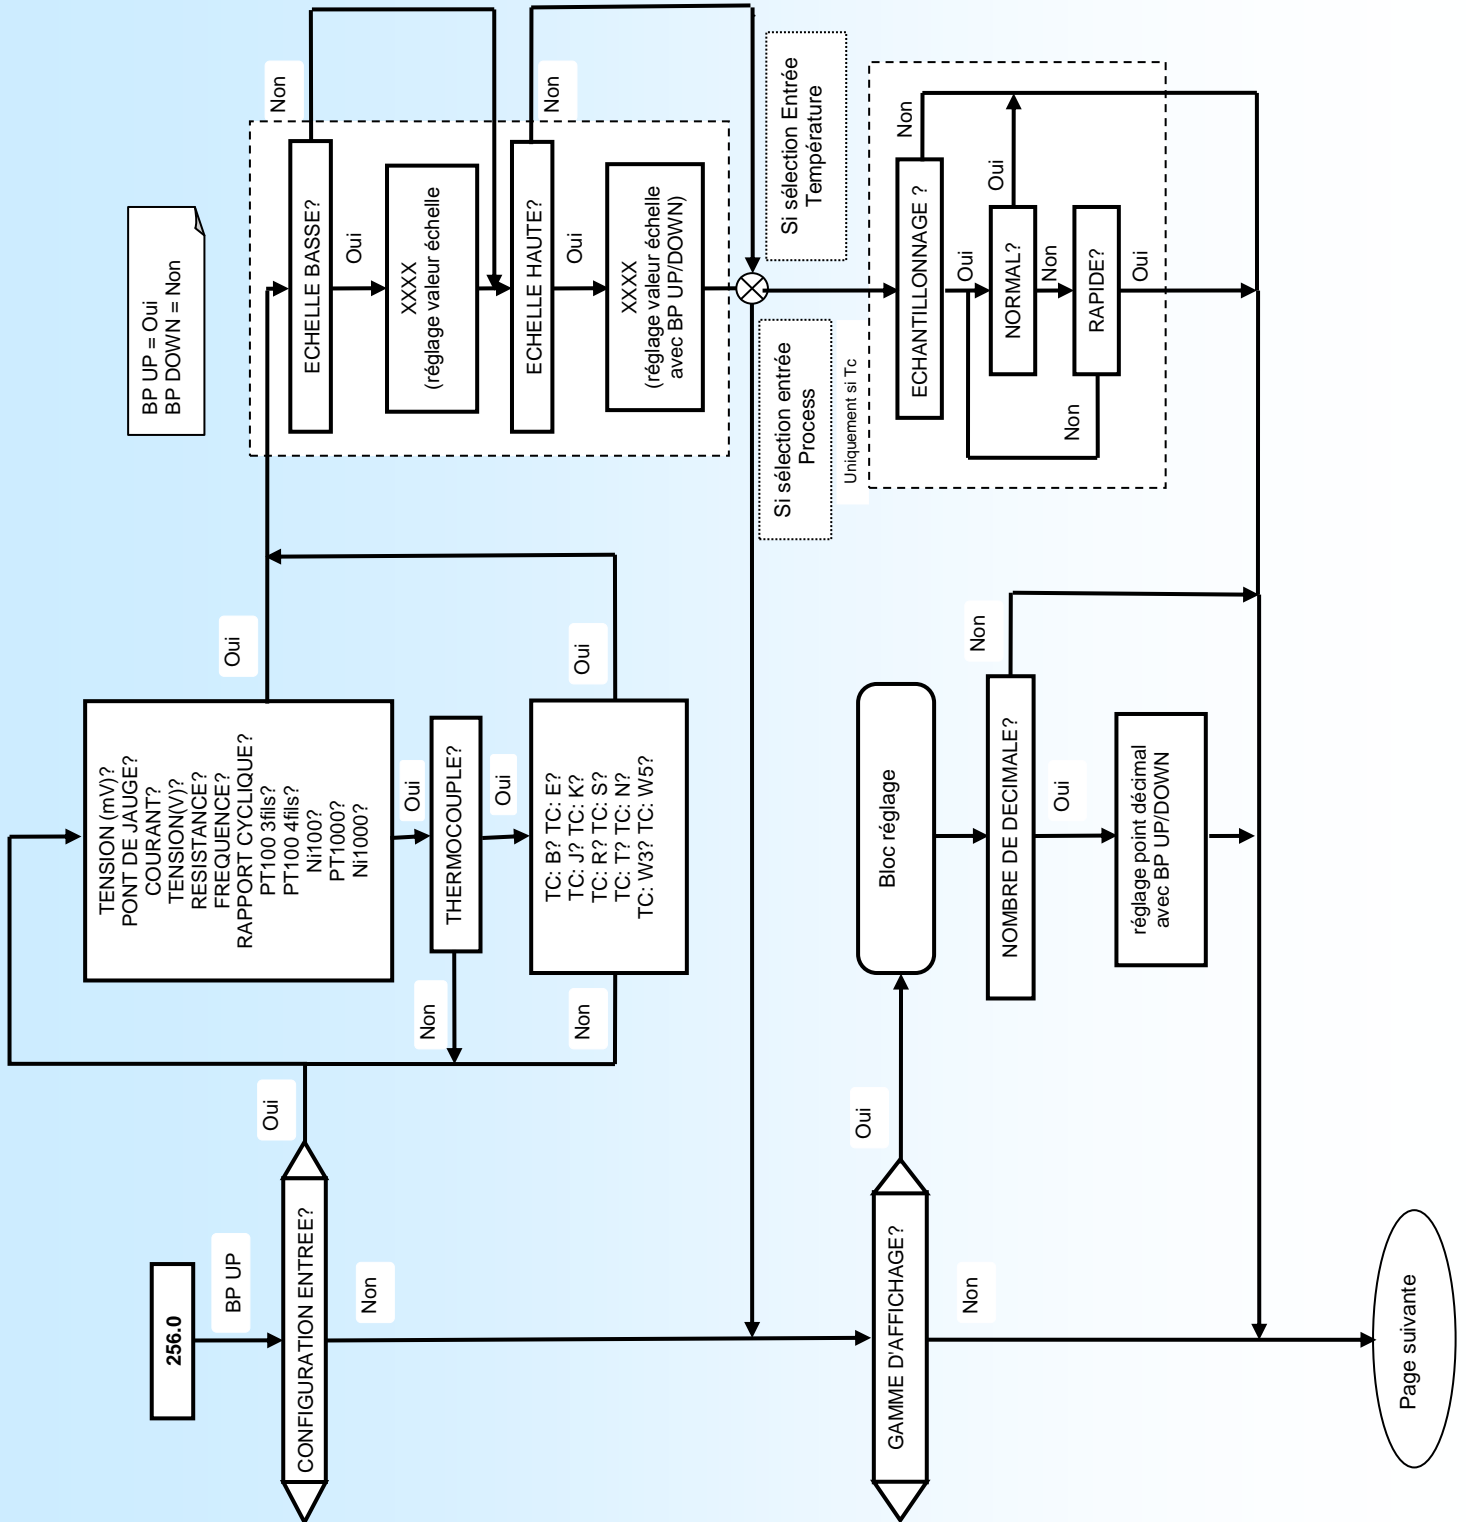 256.0
BP UP
CONFIGURATION ENTREE?
Oui
Non
TENSION (mV)?
PONT DE JAUGE?
COURANT?
TENSION(V)?
RESISTANCE?
FREQUENCE?
RAPPORT CYCLIQUE?
PT100 3fils?
PT100 4fils?
Ni100?
PT1000?
Ni1000?
Oui
Oui
THERMOCOUPLE?
Non
Oui
TC: B? TC: E?
TC: J? TC: K?
TC: R? TC: S?
TC: T? TC: N?
TC: W3? TC: W5?
Non
Oui
BP UP = Oui
BP DOWN = Non
ECHELLE BASSE?
Non
Oui
XXXX
(réglage valeur échelle
ECHELLE HAUTE?
Non
Oui
XXXX
(réglage valeur échelle
avec BP UP/DOWN)
Si sélection entrée
Process
Si sélection Entrée
Température
Uniquement si Tc
ECHANTILLONNAGE ?
Non
Oui
NORMAL?
Oui
Non
RAPIDE?
Non
Oui
GAMME D'AFFICHAGE?
Oui
Non
Bloc réglage
NOMBRE DE DECIMALE?
Non
Oui
réglage point décimal
avec BP UP/DOWN
Page suivante